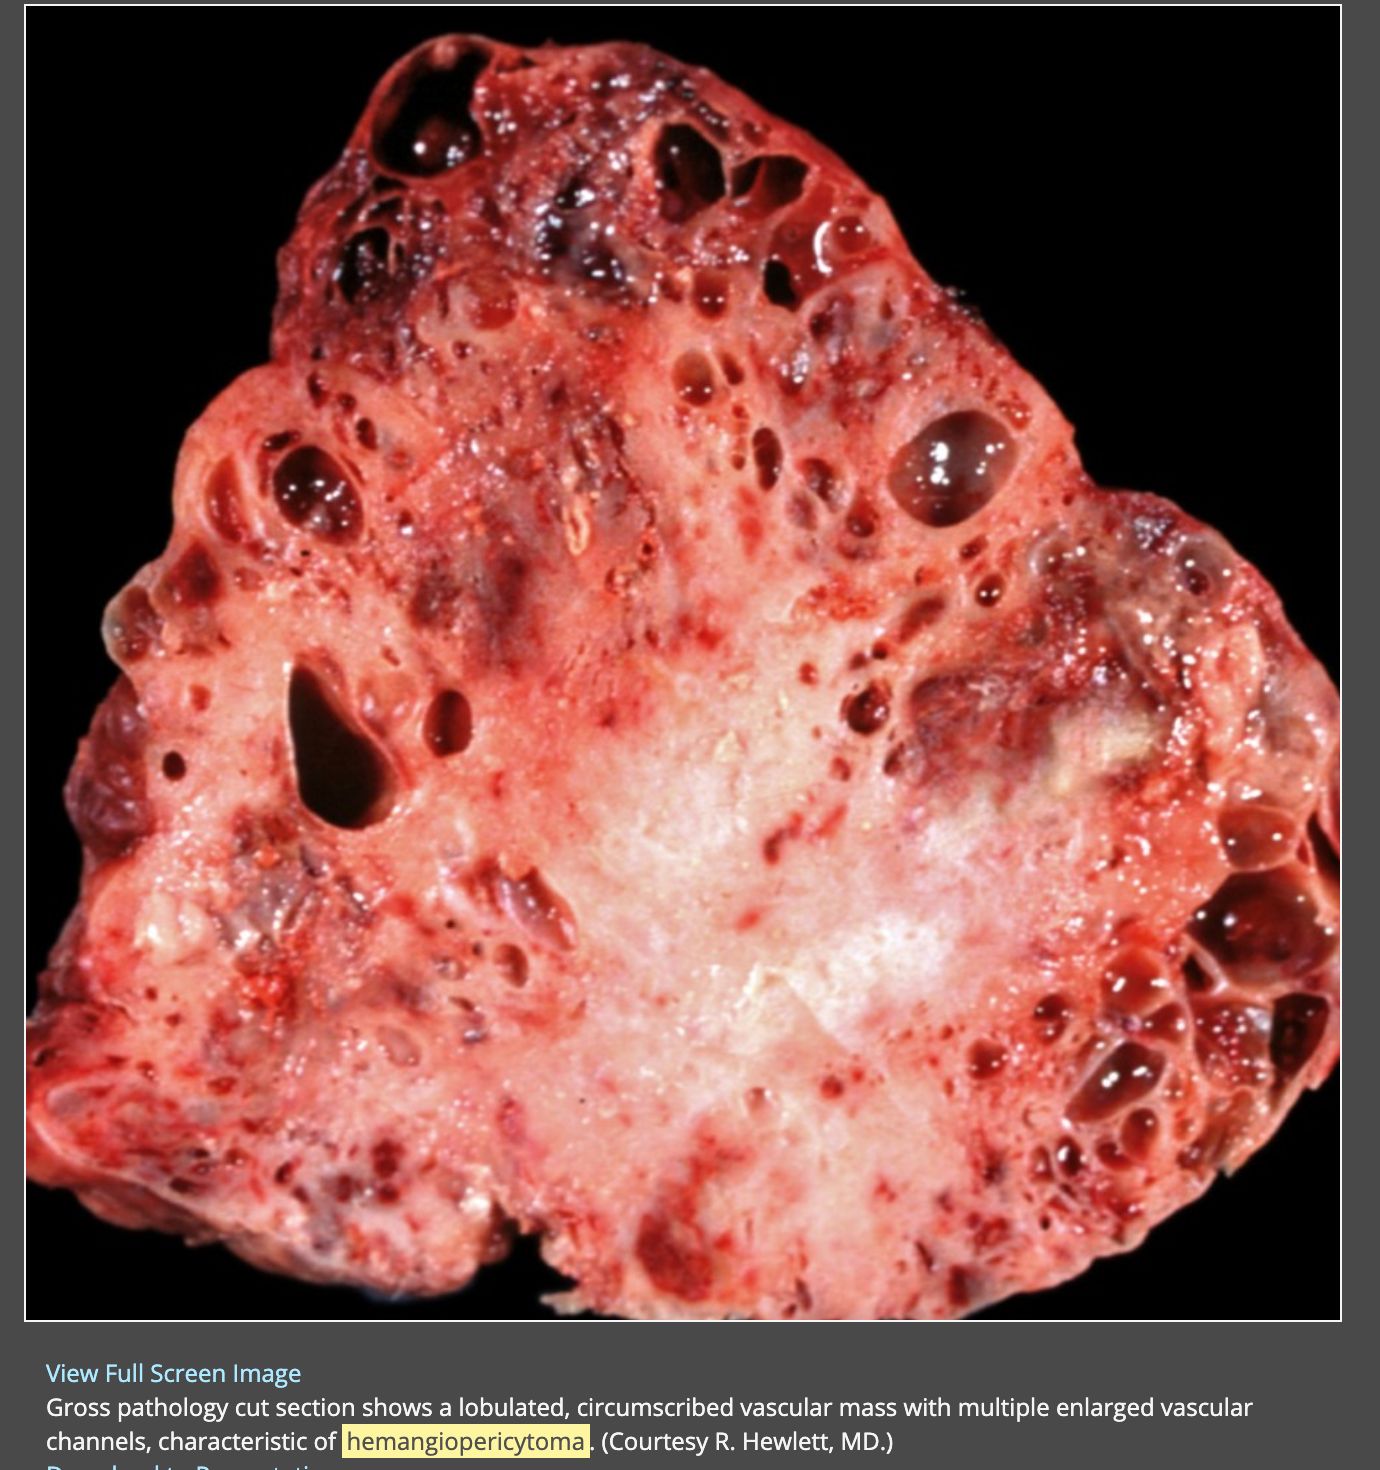 View Full Screen Image
Gross pathology cut section shows a lobulated, circumscribed vascular mass with multiple enlarged vascular
channels, characteristic of hemangiopericytoma. (Courtesy R. Hewlett, MD.)